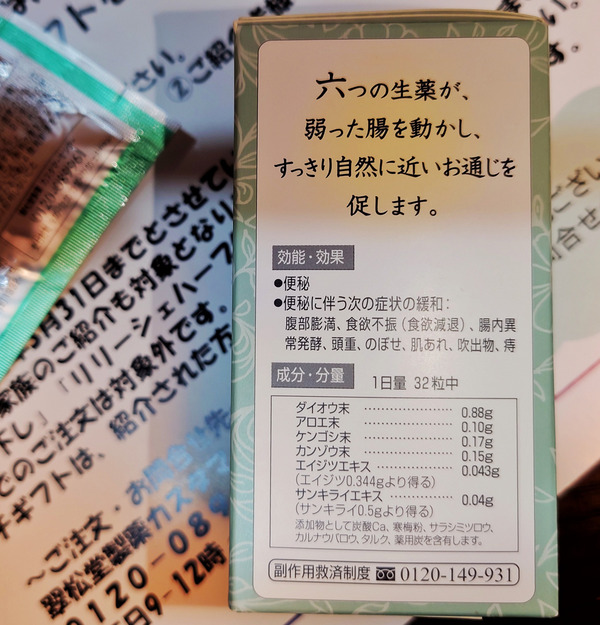 六つの生薬が、
弱った腸を動かし、
すっきり自然に近いお通じを
促します。
効能・効果
●便秘
●便秘に伴う次の症状の緩和：
腹部膨満、食欲不振（食欲減退）、腸内異
常発酵、頭重、のぼせ、肌あれ、吹出物、痔
成分・分量 1日量 32粒中
ダイオウ末 0.88g
アロエ末 0.10g
ケンゴシ末 0.17g
カンゾウ末 0.15g
エイジツエキス 0.043g
（エイジツ0.344gより得る）
サンキライエキス 0.04g
（サンキライ0.5gより得る）
添加物として炭酸Ca、寒梅粉、サラシミツロウ、
カルナウバロウ、タルク、薬用炭を含有します。
副作用救済制度 0120-149-931
さい。②ご紹介
月31日までとさせてい
家族のご紹介も対象となり
「リリーシェハーブ
でのご注文は対象外です。
ギフトは、紹介された方
～ご注文・お問合せ先
翠松堂製薬カスタマ
0120-08
9-12時
ござい
問合せ